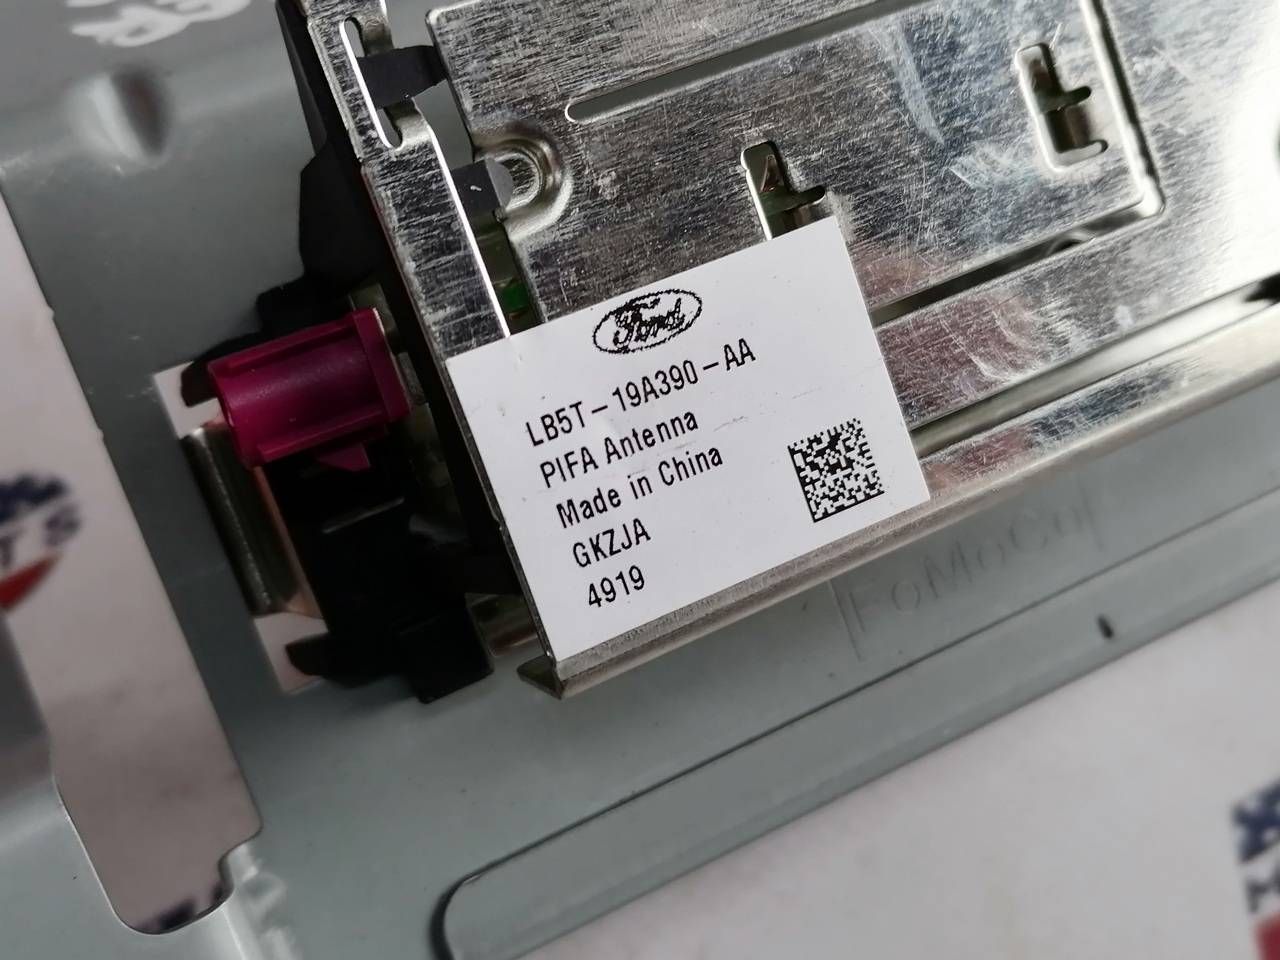 Ford
LB5T-19A390-AA
PIFA Antenna
Made in China
GKZJA
4919
FoMoCo